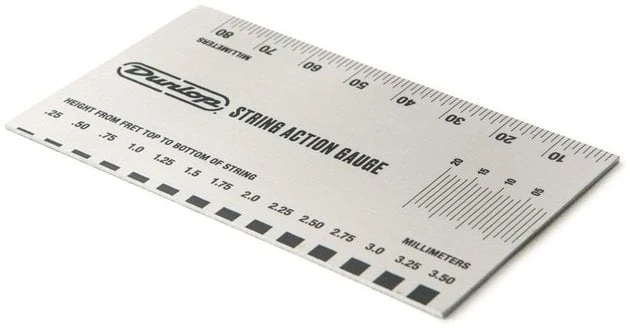 80 70 60 50 40 30 20 10
MILLIMETERS
Dunlop
STRING ACTION GAUGE
HEIGHT FROM FRET TOP TO BOTTOM OF STRING
.25 .50 .75 1.0 1.25 1.5 1.75 2.0 2.25 2.50 2.75 3.0 3.25 3.50
MILLIMETERS